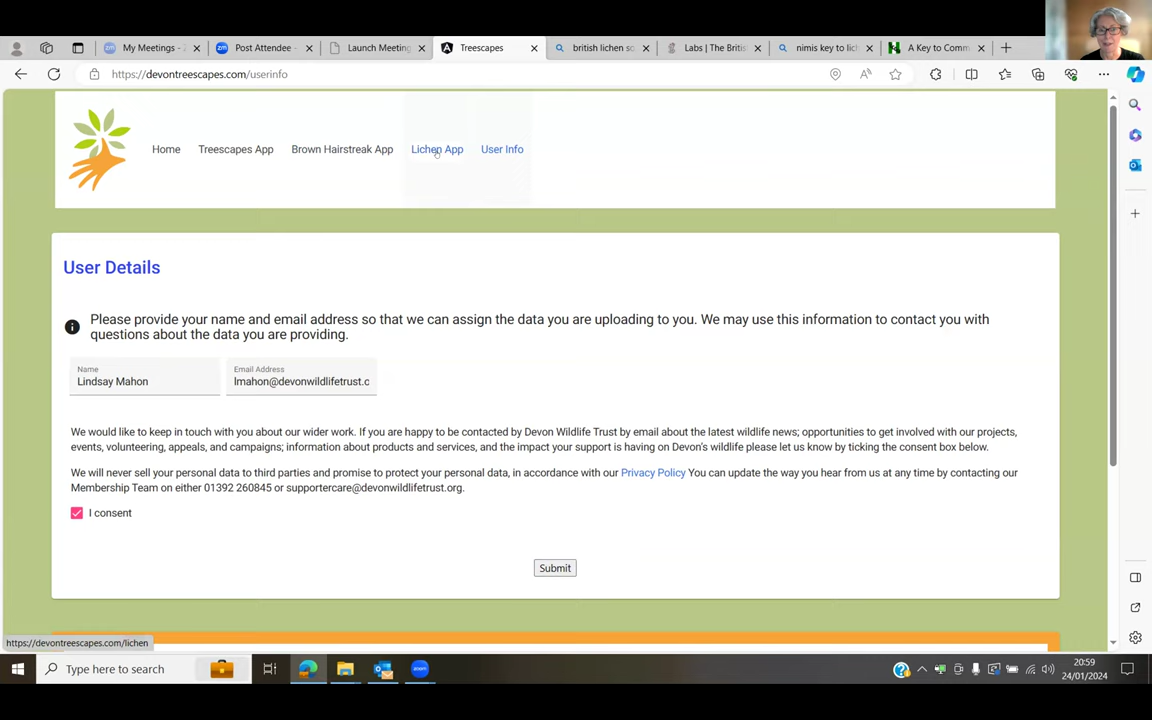 My Meetings - Z
Post Attendee -
Launch Meeting
Treescapes
british lichen so
Labs | The Britis
nimis key to lich
A Key to Comm
https://devontreescapes.com/userinfo
Home
Treescapes App
Brown Hairstreak App
Lichen App
User Info
User Details
Please provide your name and email address so that we can assign the data you are uploading to you. We may use this information to contact you with
questions about the data you are providing.
Name
Email Address
Lindsay Mahon
lmahon@devonwildlifetrust.c
We would like to keep in touch with you about our wider work. If you are happy to be contacted by Devon Wildlife Trust by email about the latest wildlife news; opportunities to get involved with our projects,
events, volunteering, appeals, and campaigns; information about products and services, and the impact your support is having on Devon's wildlife please let us know by ticking the consent box below.
We will never sell your personal data to third parties and promise to protect your personal data, in accordance with our Privacy Policy You can update the way you hear from us at any time by contacting our
Membership Team on either 01392 260845 or supportercare@devonwildlifetrust.org.
I consent
Submit
https://devontreescapes.com/lichen
Type here to search
zoom
20:59
24/01/2024